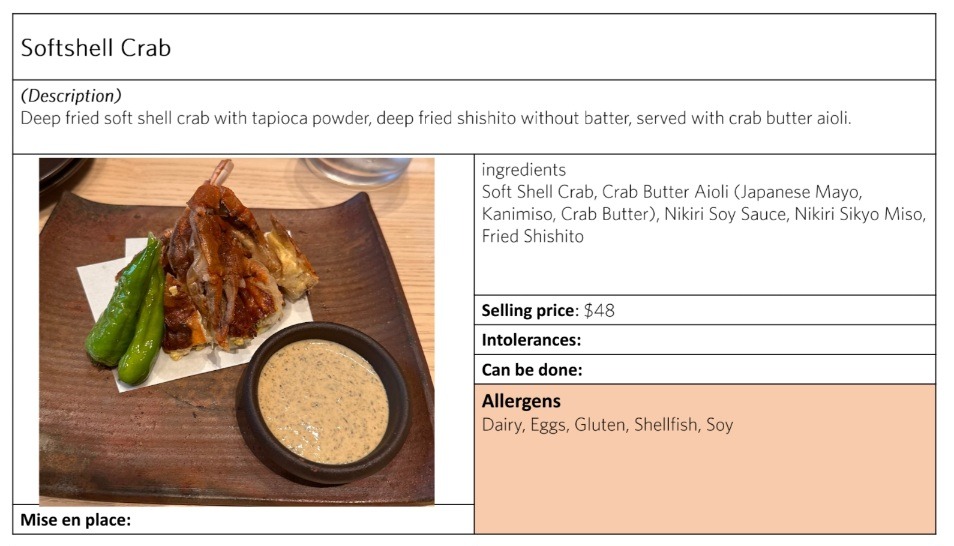 Softshell Crab
(Description)
Deep fried soft shell crab with tapioca powder, deep fried shishito without batter, served with crab butter aioli.
ingredients
Soft Shell Crab, Crab Butter Aioli (Japanese Mayo,
Kanimiso, Crab Butter), Nikiri Soy Sauce, Nikiri Sikyo Miso,
Fried Shishito
Selling price: $48
Intolerances:
Can be done:
Allergens
Dairy, Eggs, Gluten, Shellfish, Soy
Mise en place: